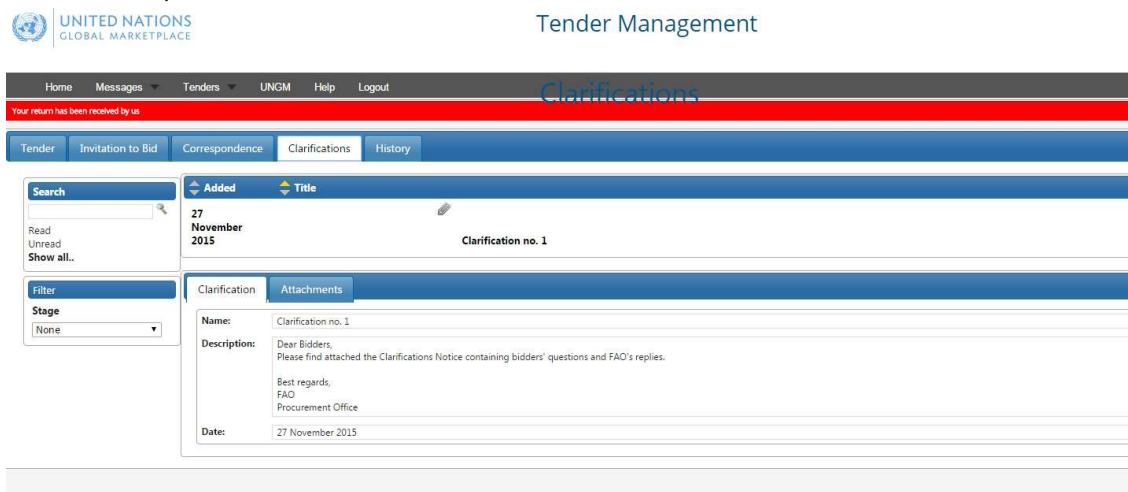 UNITED NATIONS
GLOBAL MARKETPLACE
Tender Management
Home Messages Tenders UNGM Help Logout
Clarifications
Your return has been received by us
Tender Invitation to Bid Correspondence Clarifications History
Search
Read
Unread
Show all..
Filter
Stage
None
Added Title
27
November
2015 Clarification no. 1
Clarification Attachments
Name: Clarification no. 1
Description: Dear Bidders,
Please find attached the Clarifications Notice containing bidders' questions and FAO's replies.
Best regards,
FAO
Procurement Office
Date: 27 November 2015